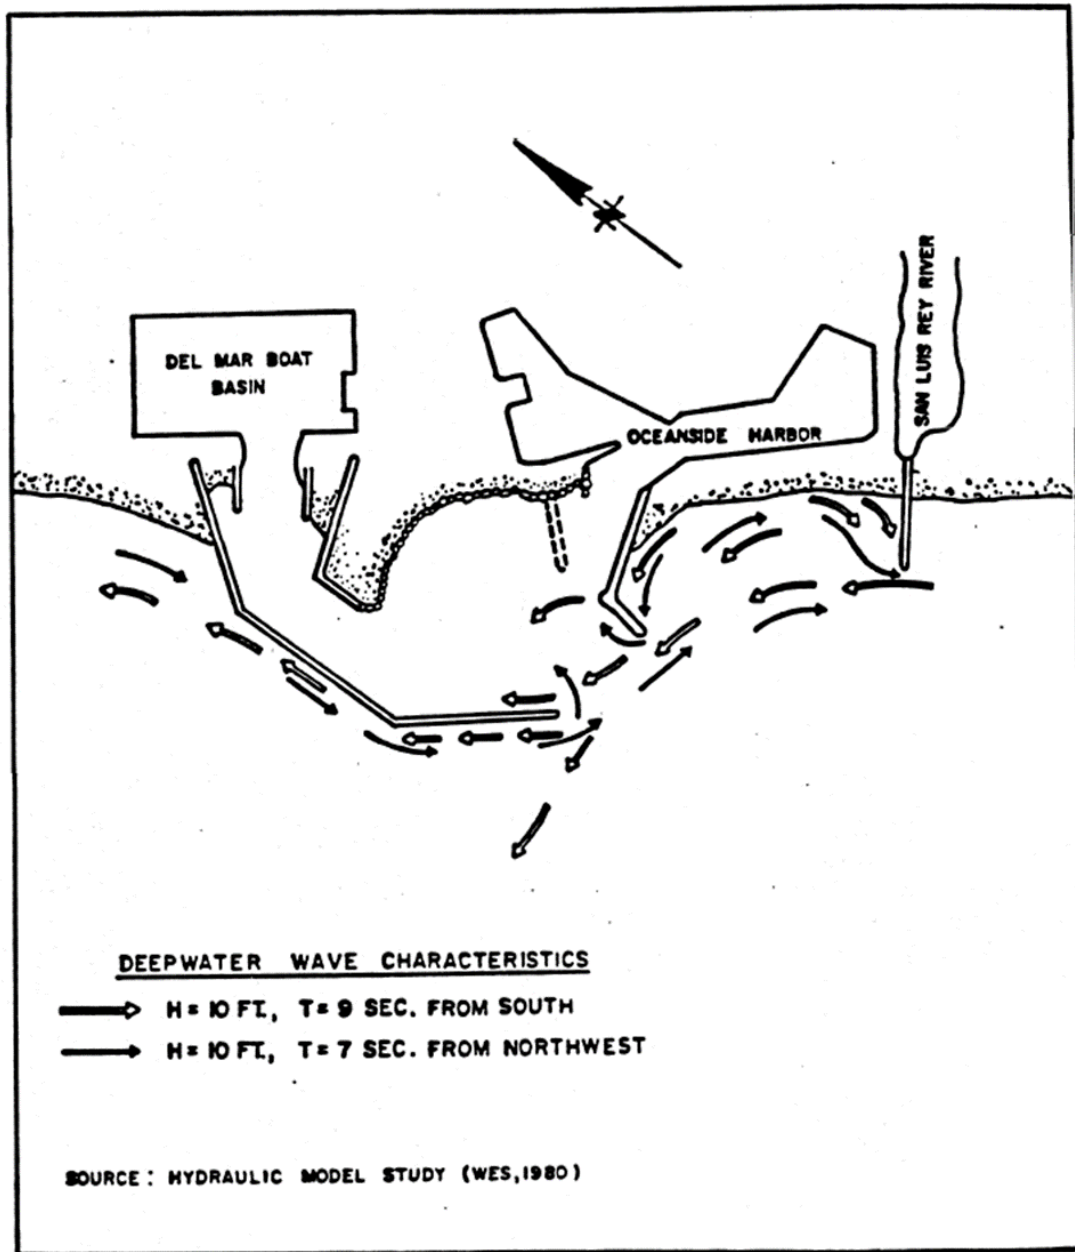 DEL MAR BOAT
BASIN
OCEANSIDE HARBOR
SAN LUIS REY RIVER
DEEPWATER WAVE CHARACTERISTICS
H = 10 FT., T = 9 SEC. FROM SOUTH
H = 10 FT., T = 7 SEC. FROM NORTHWEST
SOURCE : HYDRAULIC MODEL STUDY (WES, 1980)